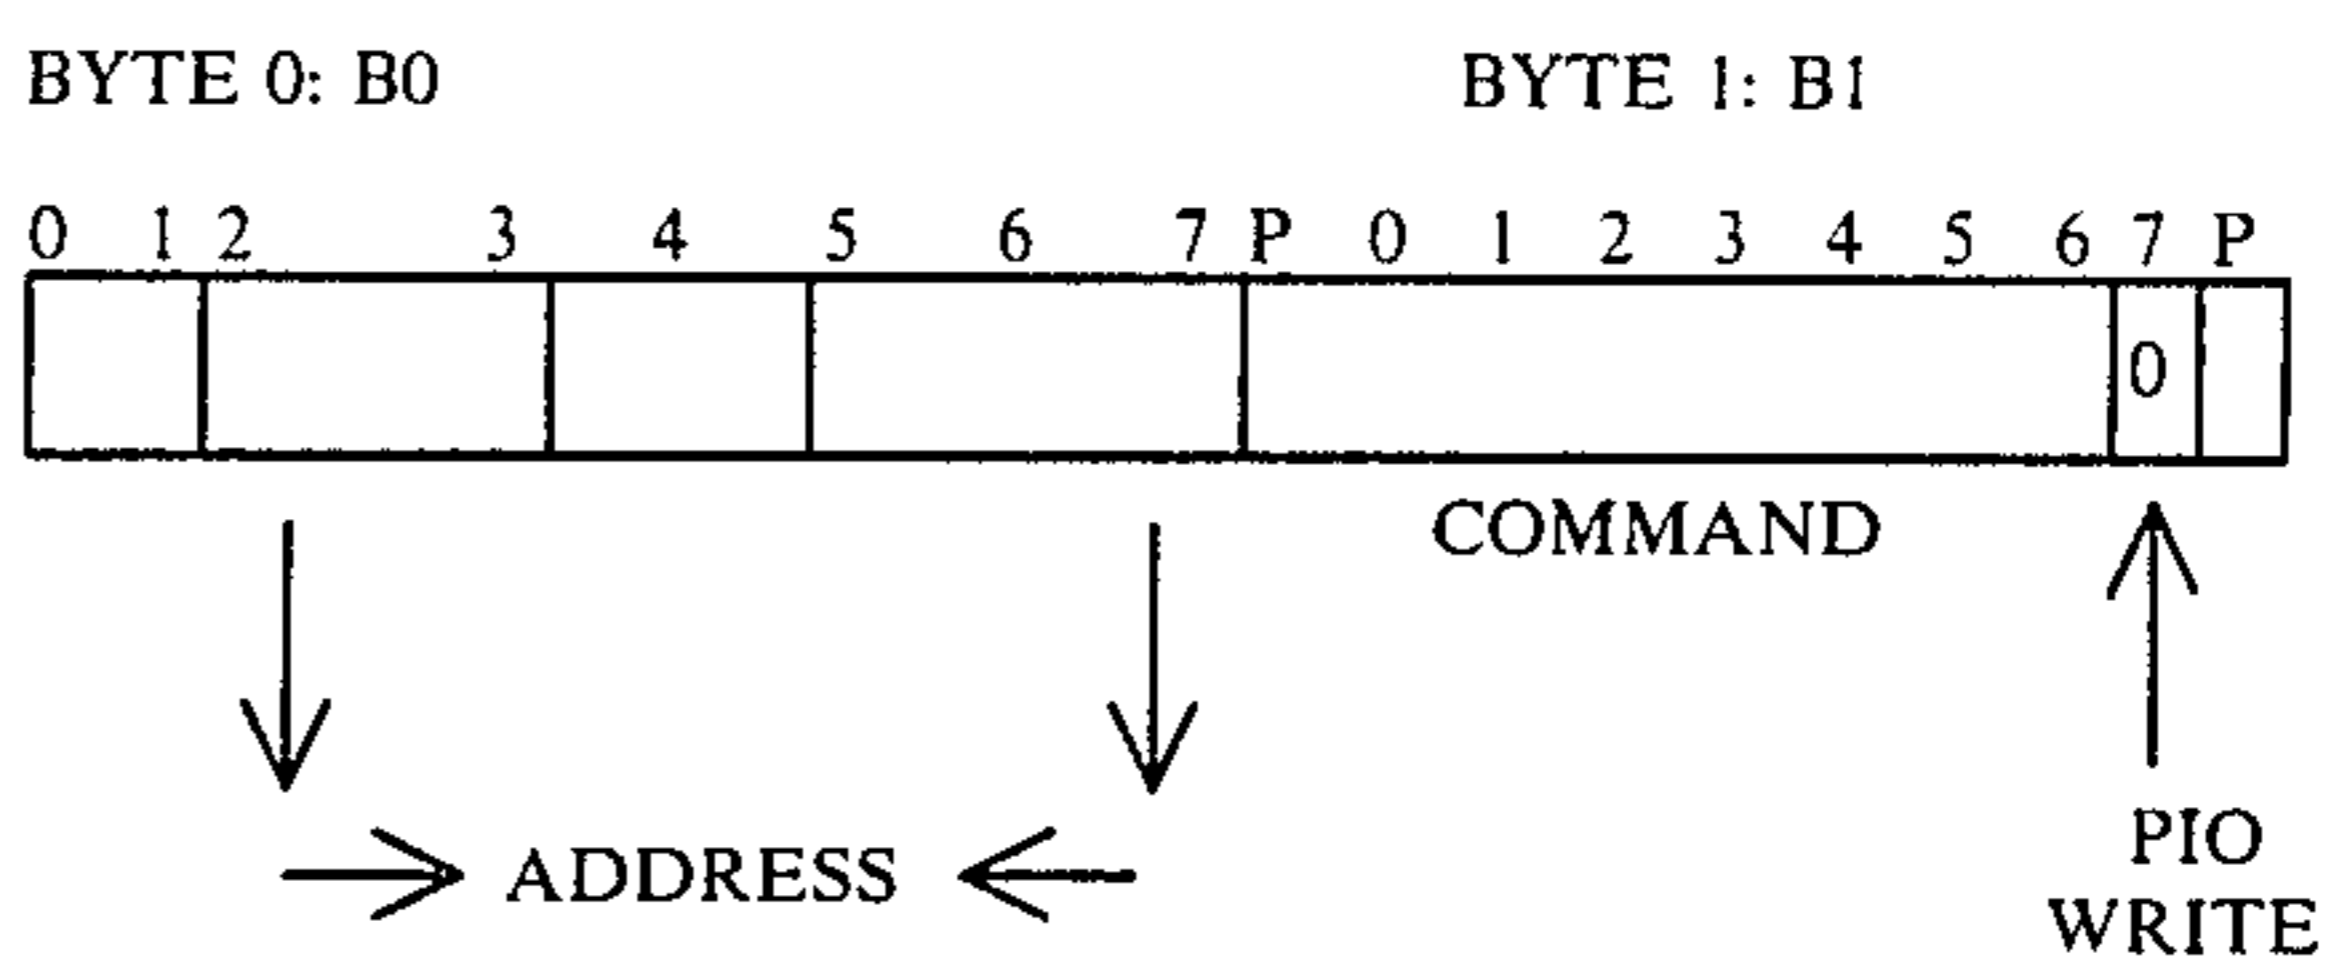 BYTE 0: B0 BYTE 1: B1
0 1 2 3 4 5 6 7 P 0 1 2 3 4 5 6 7 P
0
COMMAND
ADDRESS
PIO
WRITE